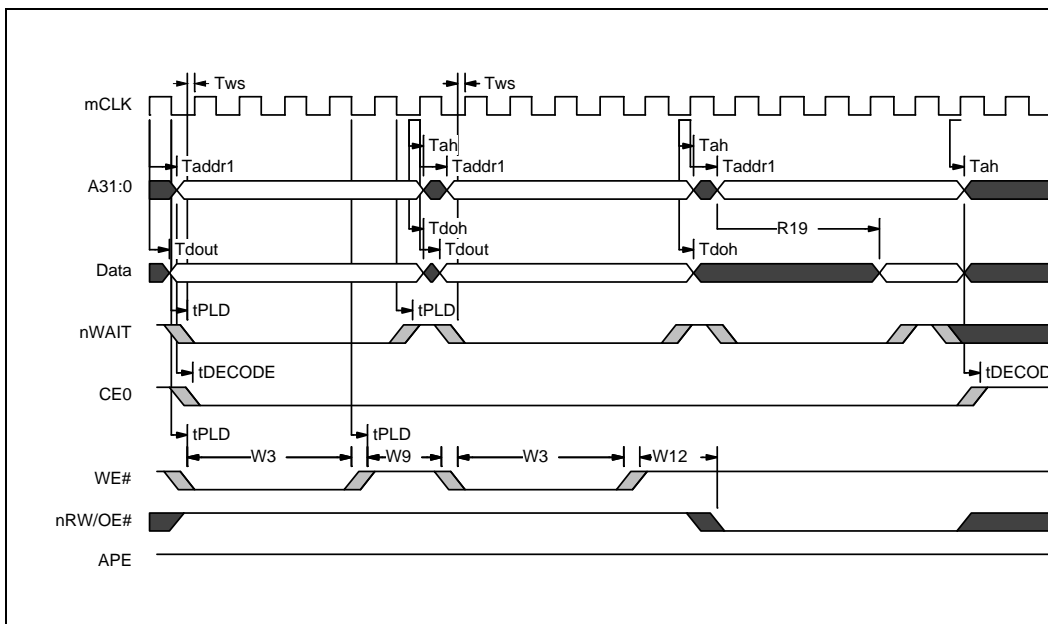 Tws Tws
mCLK
Tah Tah
Taddr1 Taddr1 Taddr1 Tah
A31:0
R19
Tdoh
Tdout Tdout Tdoh
Data
tPLD tPLD
nWAIT
tDECODE tDECOD
CE0
tPLD tPLD
W3 W9 W3 W12
WE#
nRW/OE#
APE